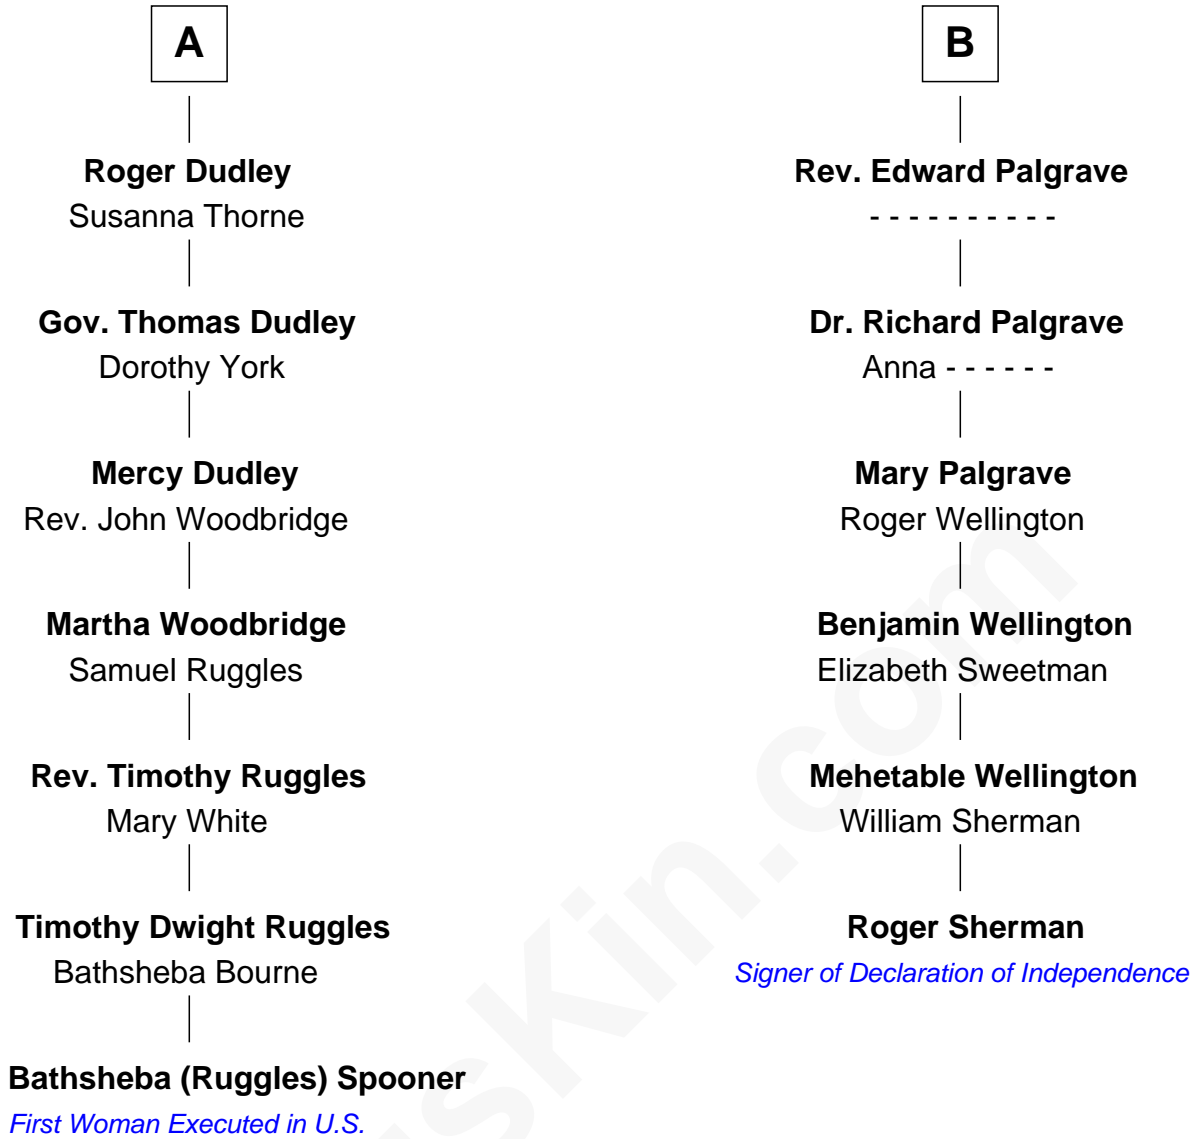 A
Roger Dudley
Susanna Thorne
Gov. Thomas Dudley
Dorothy York
Mercy Dudley
Rev. John Woodbridge
Martha Woodbridge
Samuel Ruggles
Rev. Timothy Ruggles
Mary White
Timothy Dwight Ruggles
Bathsheba Bourne
Bathsheba (Ruggles) Spooner
First Woman Executed in U.S.
B
Rev. Edward Palgrave
- - - - - - - - - -
Dr. Richard Palgrave
Anna - - - - - -
Mary Palgrave
Roger Wellington
Benjamin Wellington
Elizabeth Sweetman
Mehetable Wellington
William Sherman
Roger Sherman
Signer of Declaration of Independence